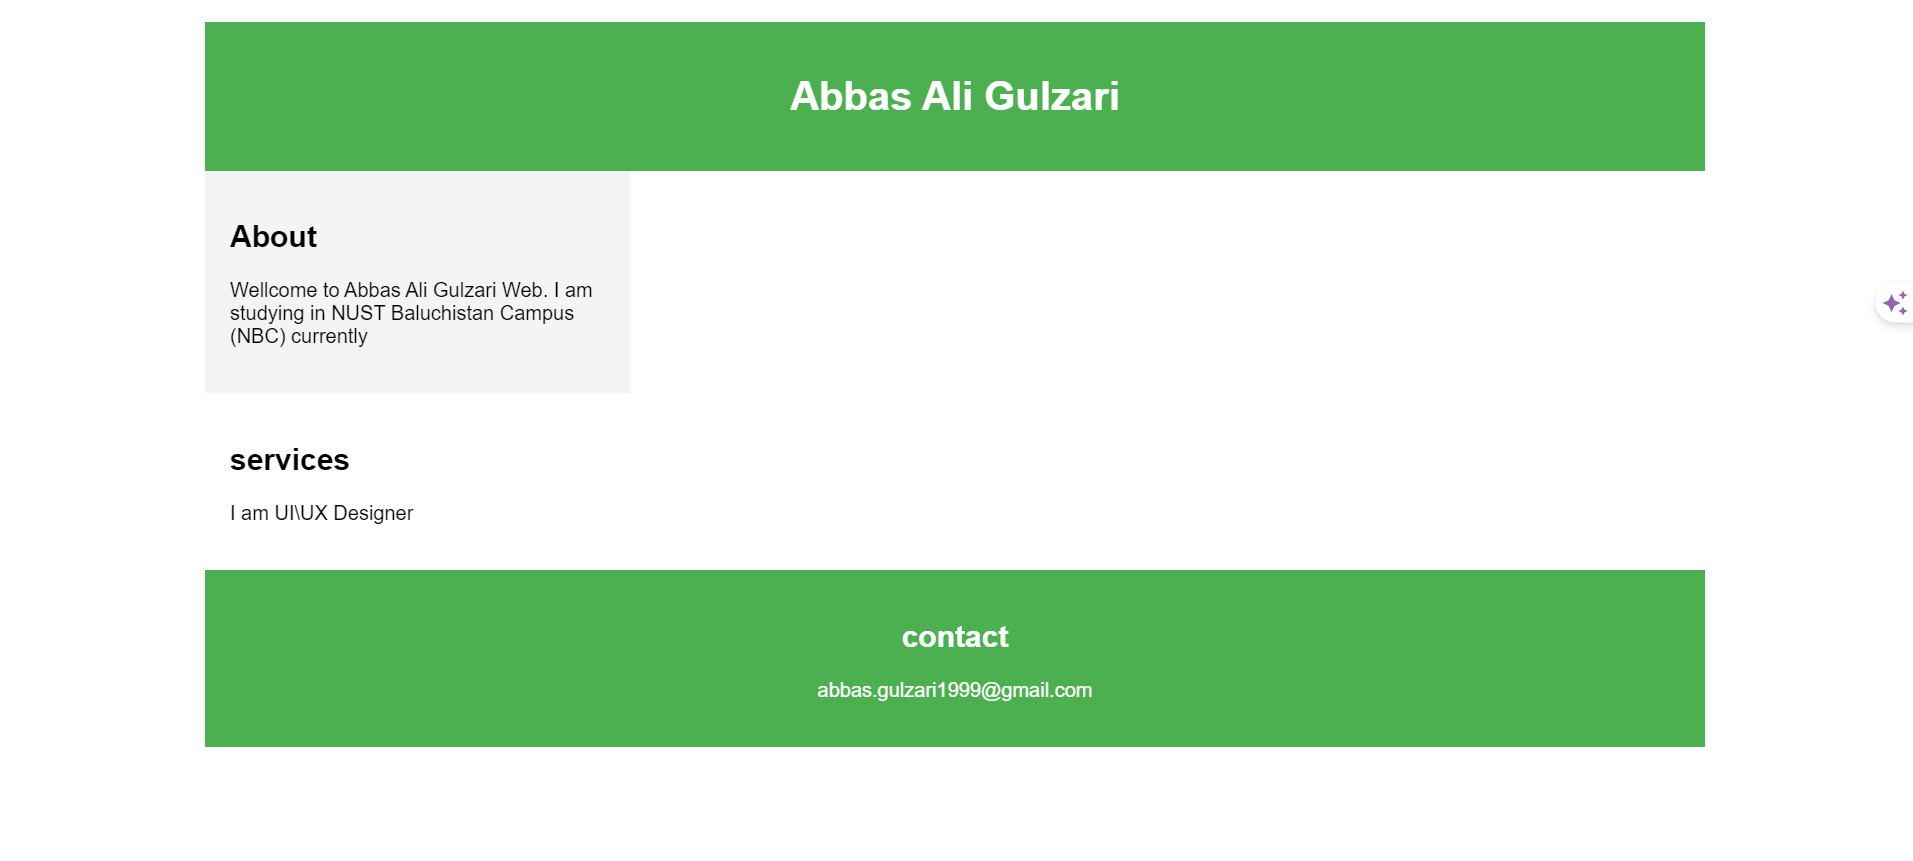 Abbas Ali Gulzari
About
Wellcome to Abbas Ali Gulzari Web. I am
studying in NUST Baluchistan Campus
(NBC) currently
services
I am UI\UX Designer
contact
abbas.gulzari1999@gmail.com